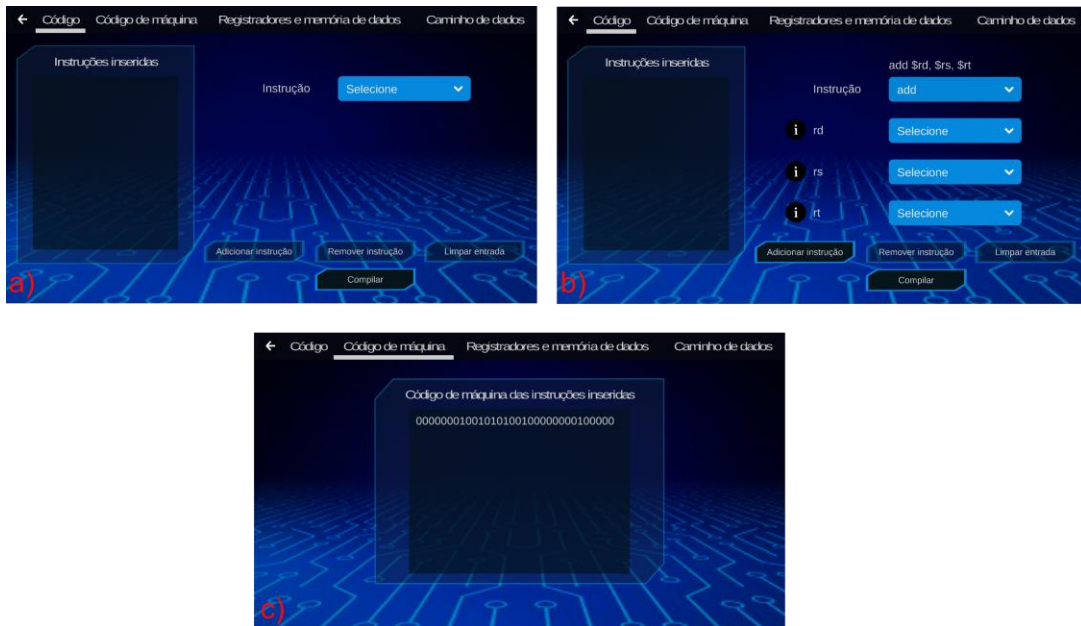 ← Código Código de máquina Registradores e memória de dados Caminho de dados
Instruções inseridas
Instrução Selecione
Adicionar instrução Remover instrução Limpar entrada
Compilar
a)
← Código Código de máquina Registradores e memória de dados Caminho de dados
Instruções inseridas
add $rd, $rs, $rt
Instrução add
i rd Selecione
i rs Selecione
i rt Selecione
Adicionar instrução Remover instrução Limpar entrada
Compilar
b)
← Código Código de máquina Registradores e memória de dados Caminho de dados
Código de máquina das instruções inseridas
00000001001010100100000000100000
c)